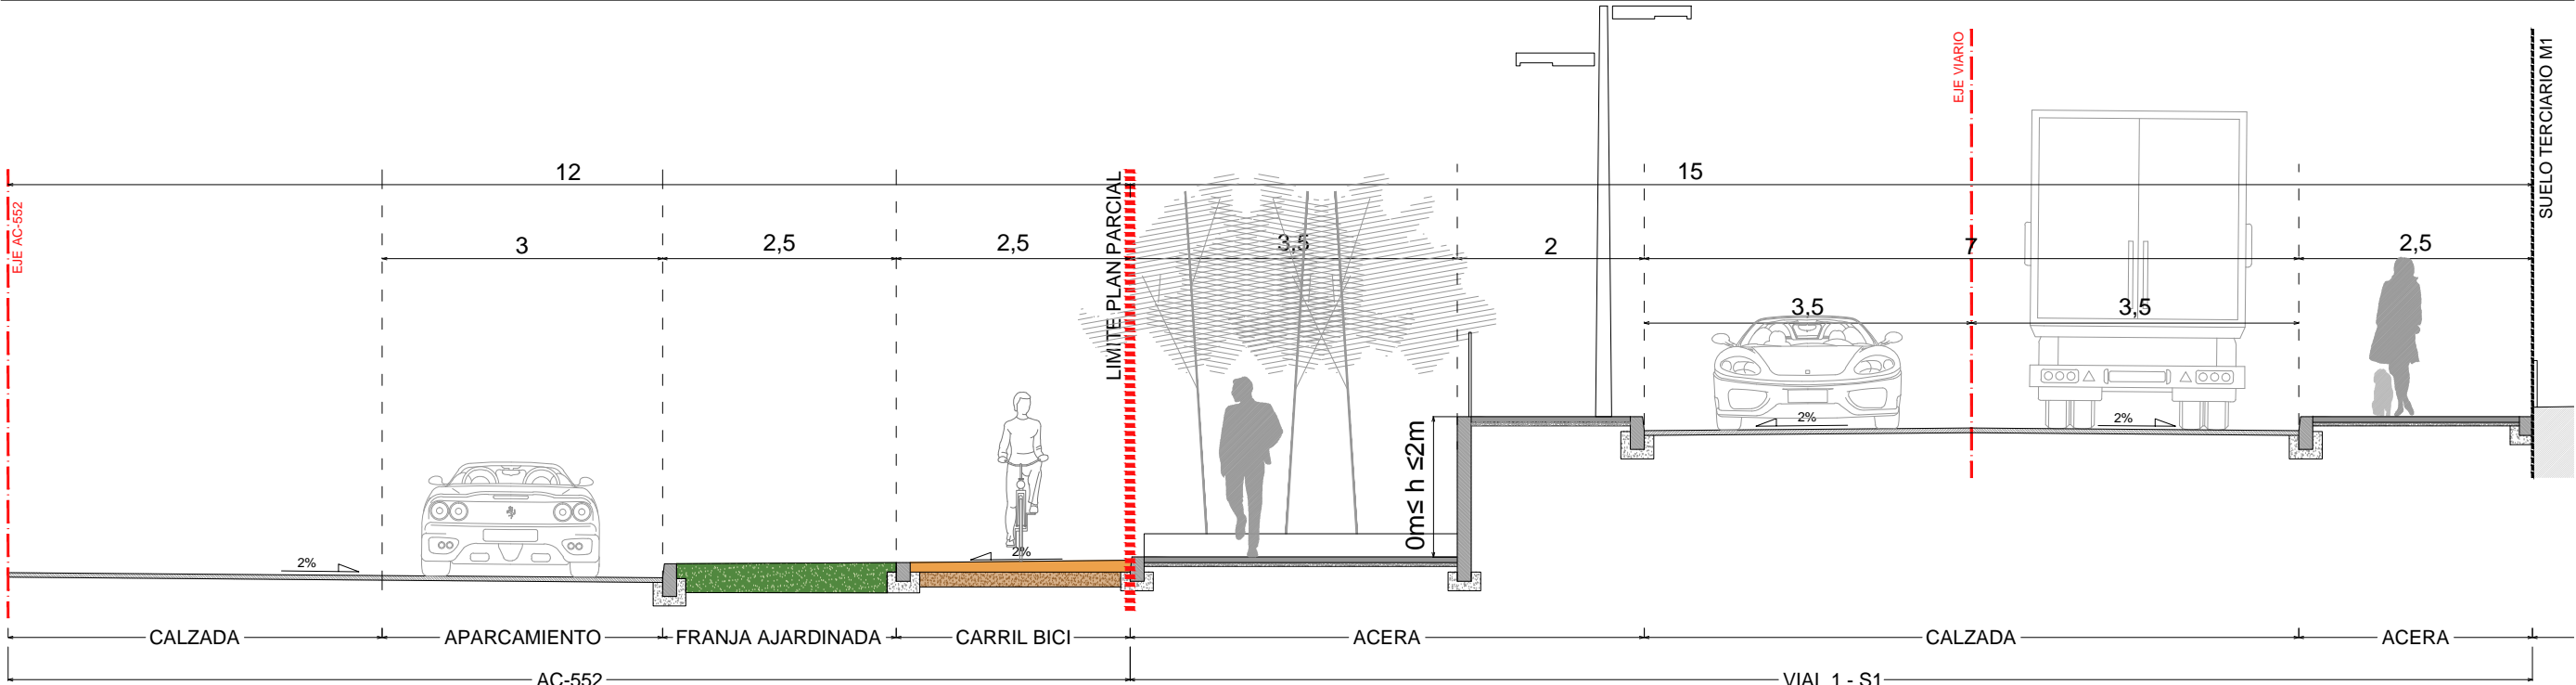 EJE VIARIO
SUELO TERCIARIO M1
12
15
EJE AC-552
LIMITE PLAN PARCIAL
3
2,5
2,5
3,5
2
7
2,5
3,5
3,5
2%
2%
0m≤ h ≤2m
2%
2%
CALZADA
APARCAMIENTO
FRANJA AJARDINADA
CARRIL BICI
ACERA
CALZADA
ACERA
AC-552
VIAL 1 - S1